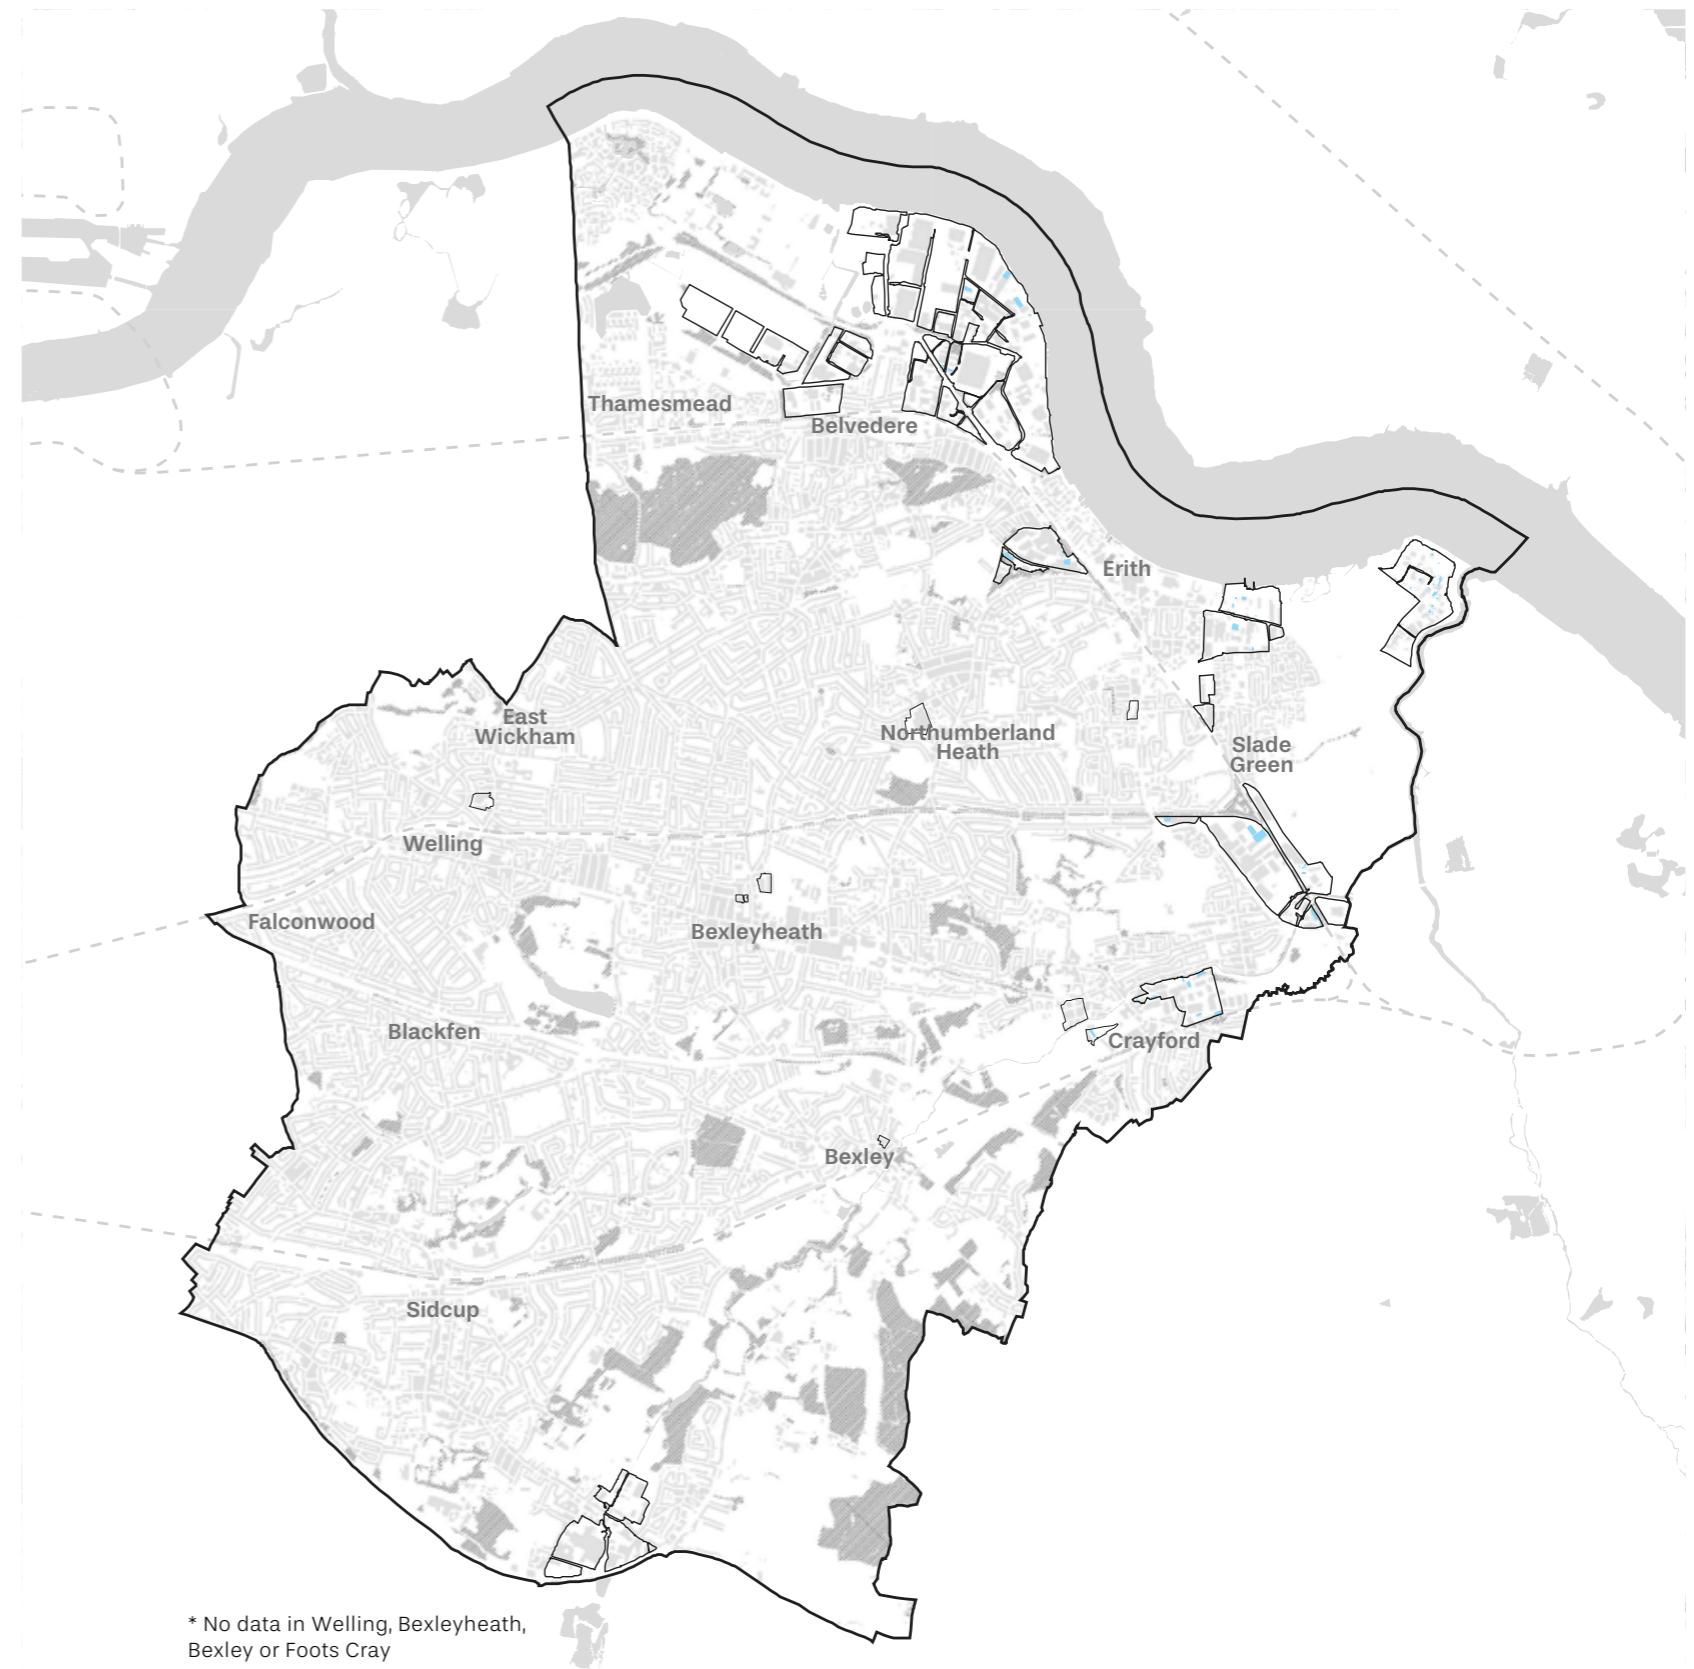 Thamesmead
Belvedere
Erith
East
Wickham
Northumberland
Heath
Slade
Green
Welling
Falconwood
Bexleyheath
Blackfen
Crayford
Bexley
Sidcup
* No data in Welling, Bexleyheath,
Bexley or Foots Cray